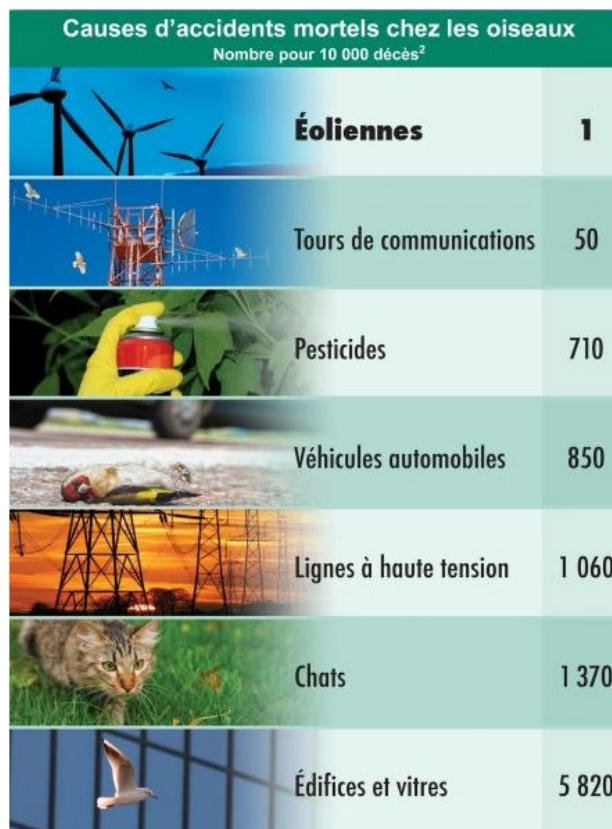 Causes d’accidents mortels chez les oiseaux
Nombre pour 10 000 décès²
Éoliennes 1
Tours de communications 50
Pesticides 710
Véhicules automobiles 850
Lignes à haute tension 1 060
Chats 1 370
Édifices et vitres 5 820